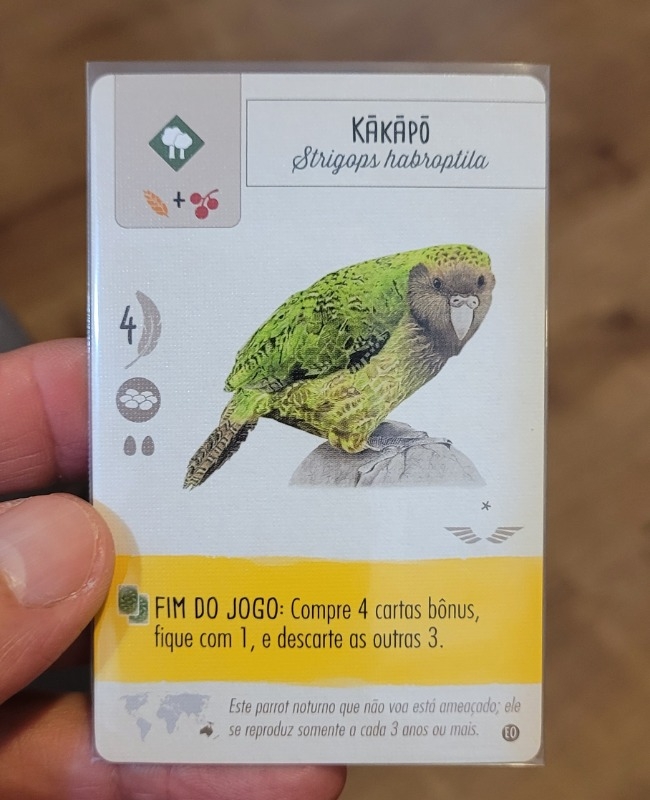 KĀKĀPŌ
Strigops habroptila
+
4
*
FIM DO JOGO: Compre 4 cartas bônus,
fique com 1, e descarte as outras 3.
Este parrot noturno que não voa está ameaçado; ele
se reproduz somente a cada 3 anos ou mais.
EO